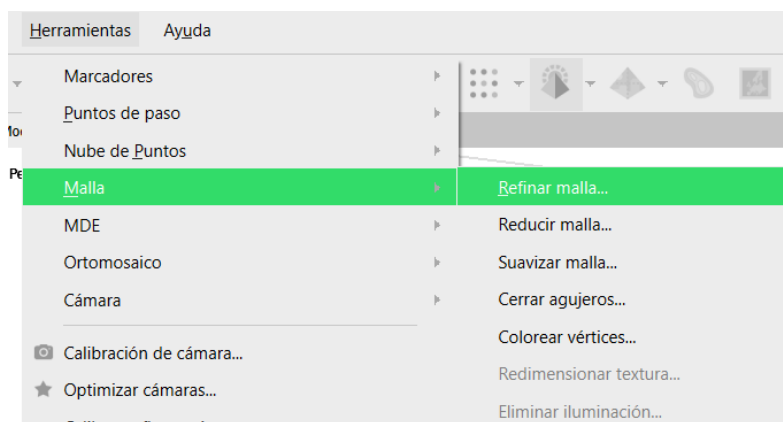 Herramientas Ayuda
Marcadores
Puntos de paso
Nube de Puntos
Malla
MDE
Ortomosaico
Cámara
Calibración de cámara...
Optimizar cámaras...
Refinar malla...
Reducir malla...
Suavizar malla...
Cerrar agujeros...
Colorear vértices...
Redimensionar textura...
Eliminar iluminación...